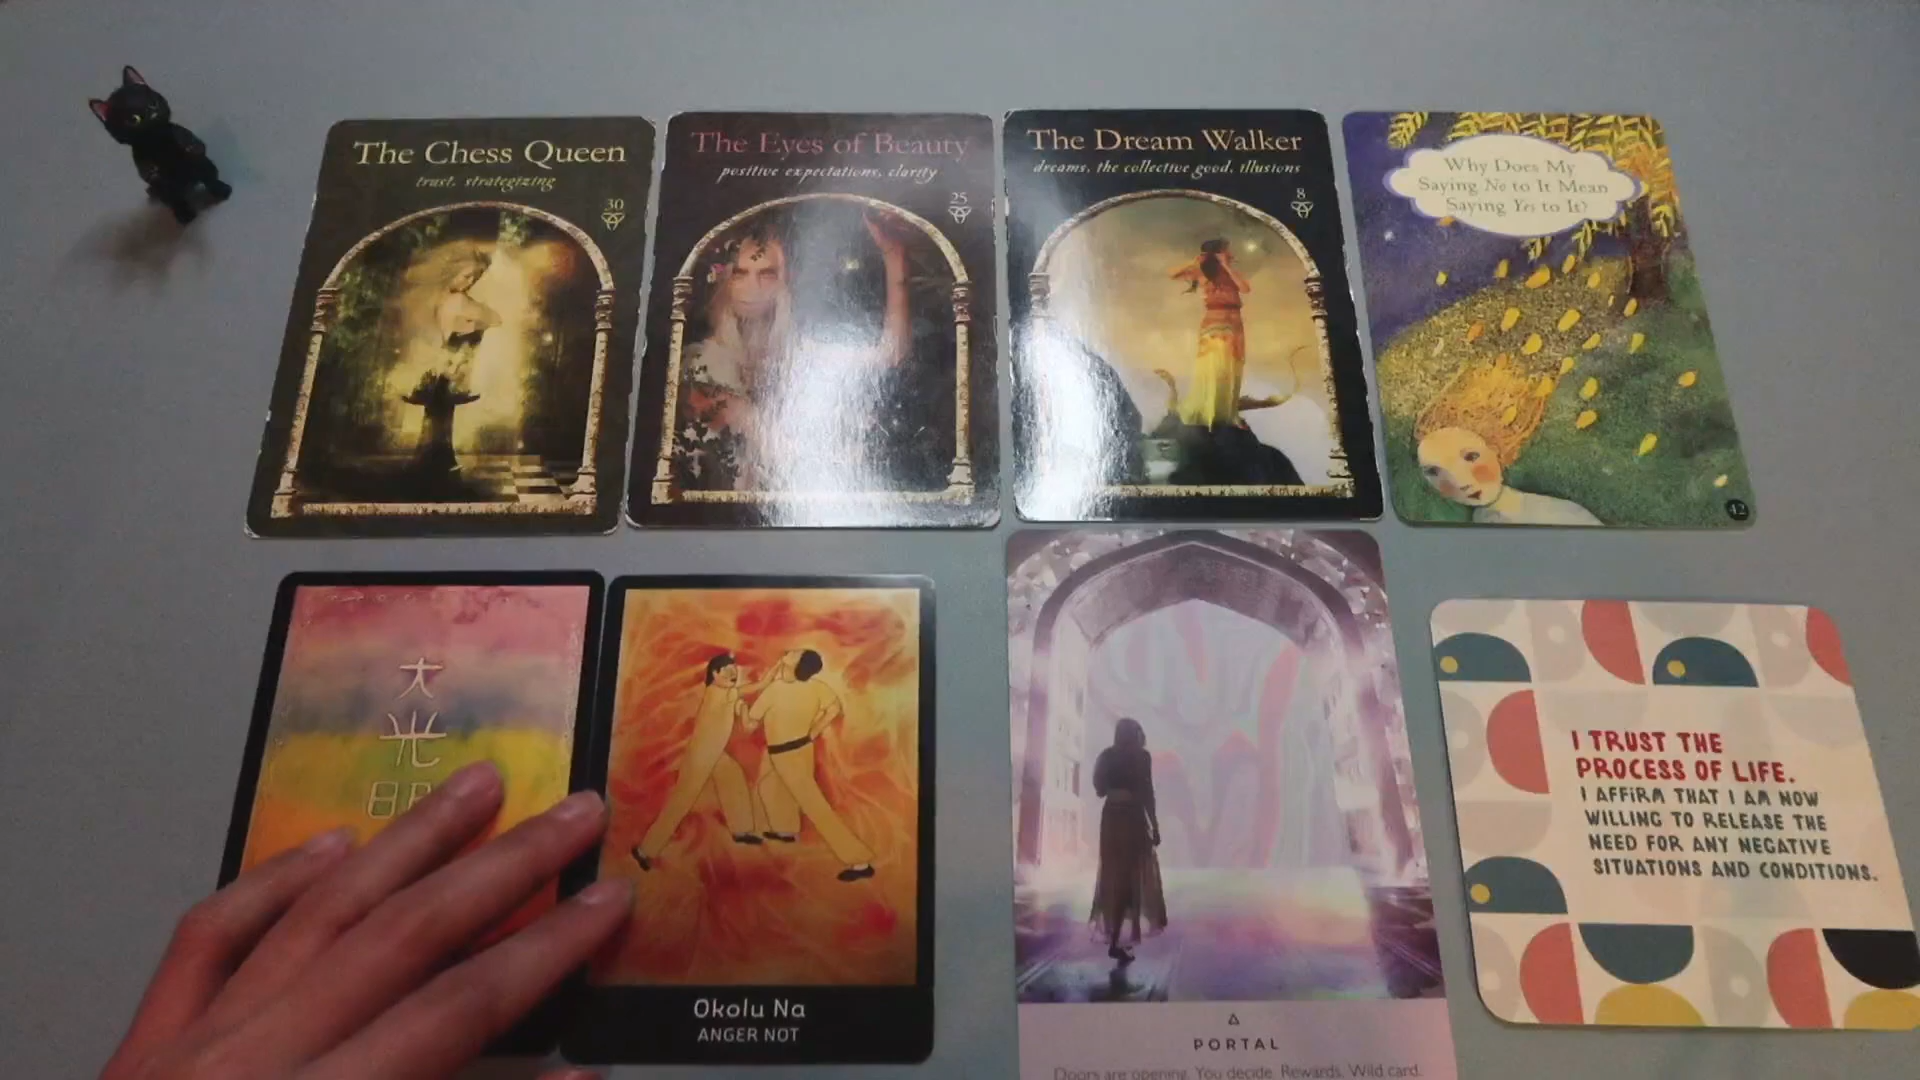 The Chess Queen
trust, strategizing
30
The Eyes of Beauty
positive expectations, clarity
25
The Dream Walker
dreams, the collective good, illusions
8
Why Does My
Saying No to It Mean
Saying Yes to It?
42
大
光
Okolu Na
ANGER NOT
PORTAL
Doors are opening. You decide. Rewards. Wild card.
I TRUST THE
PROCESS OF LIFE.
I AFFIRM THAT I AM NOW
WILLING TO RELEASE THE
NEED FOR ANY NEGATIVE
SITUATIONS AND CONDITIONS.